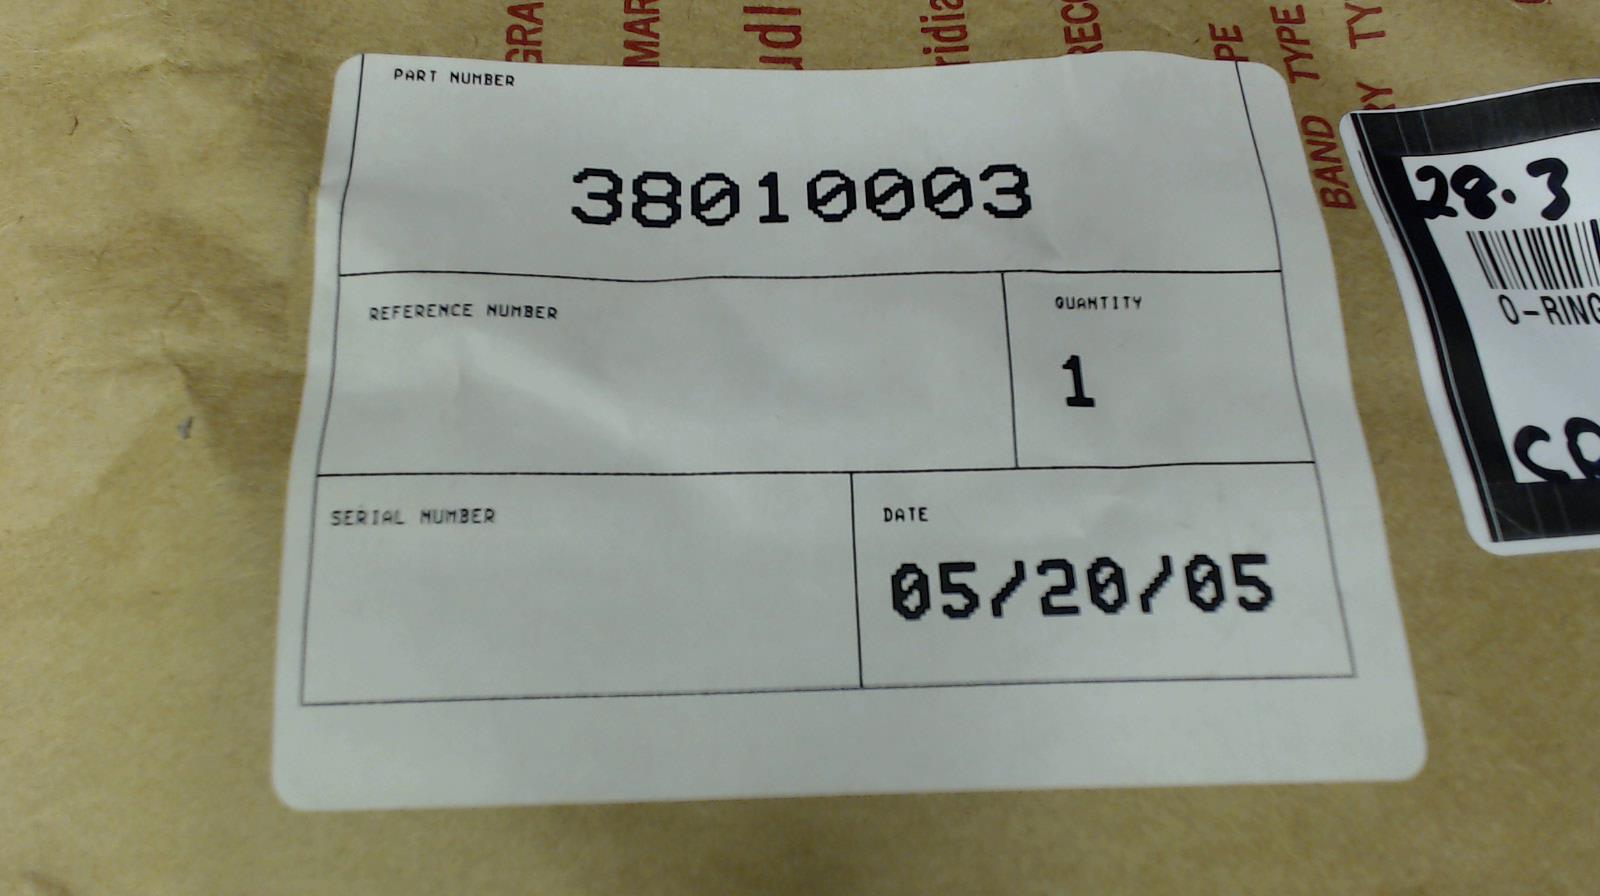 PART NUMBER
38010003
REFERENCE NUMBER
QUANTITY
1
SERIAL NUMBER
DATE
05/20/05
BAND TYPE
28.3
O-RING